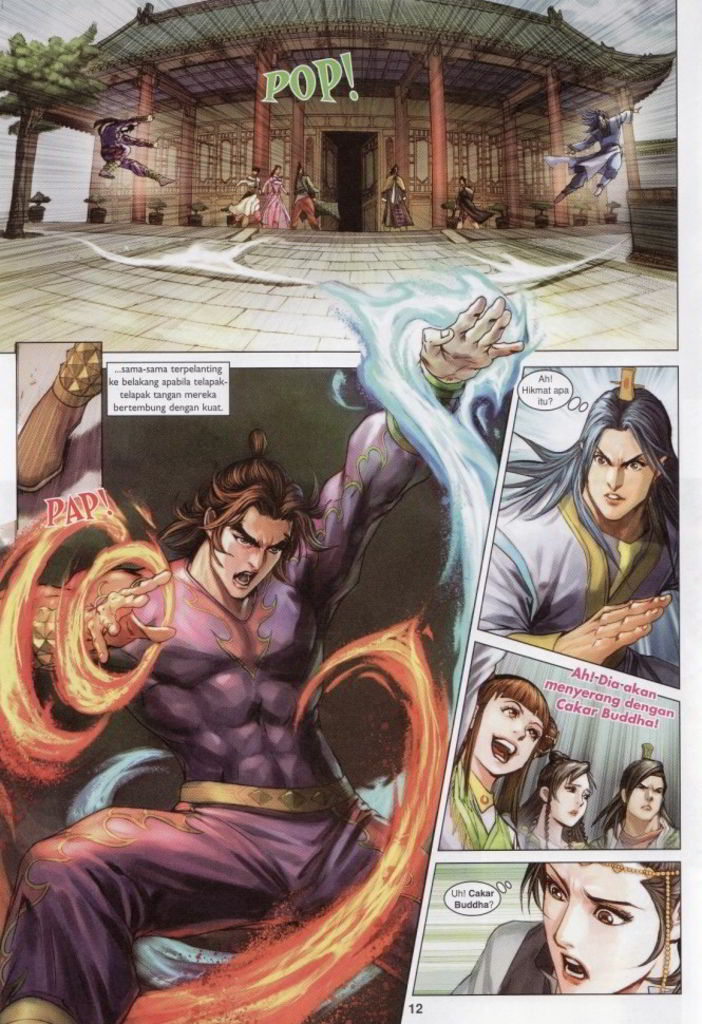 POP!
...sama-sama terpelanting
ke belakang apabila telapak-
telapak tangan mereka
bertembung dengan kuat.
PAP!
Ah!
Hikmat apa
itu?
Ah!-Dia-akan
menyerang dengan
Cakar Buddha!
Uh! Cakar
Buddha?
12